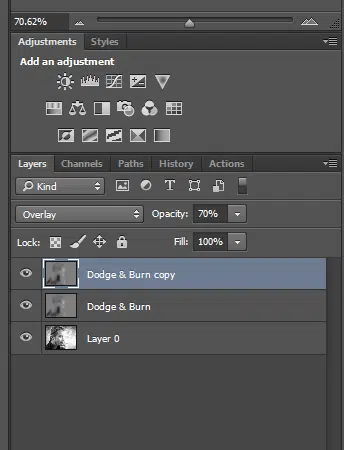 70.62%
Adjustments Styles
Add an adjustment
Layers Channels Paths History Actions
Kind T
Overlay Opacity: 70%
Lock: Fill: 100%
Dodge & Burn copy
Dodge & Burn
Layer 0